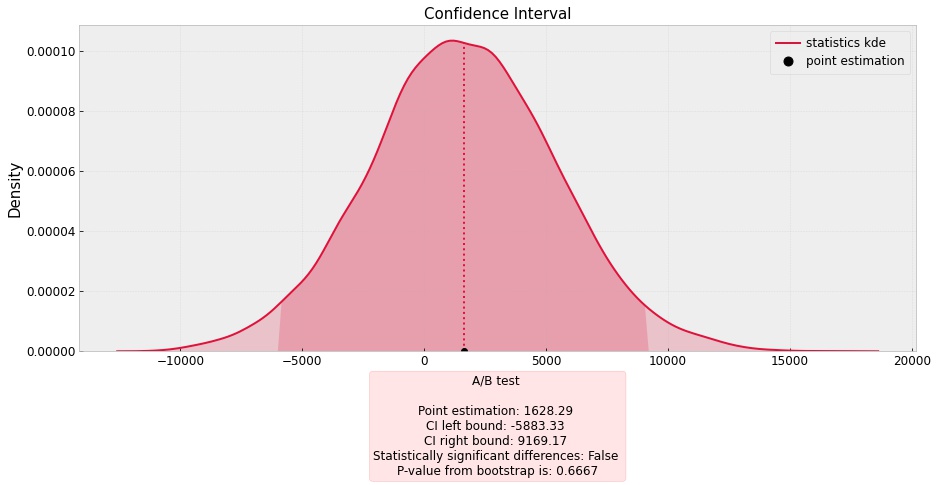 Confidence Interval
statistics kde
point estimation
Density
0.00010
0.00008
0.00006
0.00004
0.00002
0.00000
−10000
−5000
0
5000
10000
15000
20000
A/B test
Point estimation: 1628.29
CI left bound: -5883.33
CI right bound: 9169.17
Statistically significant differences: False
P-value from bootstrap is: 0.6667